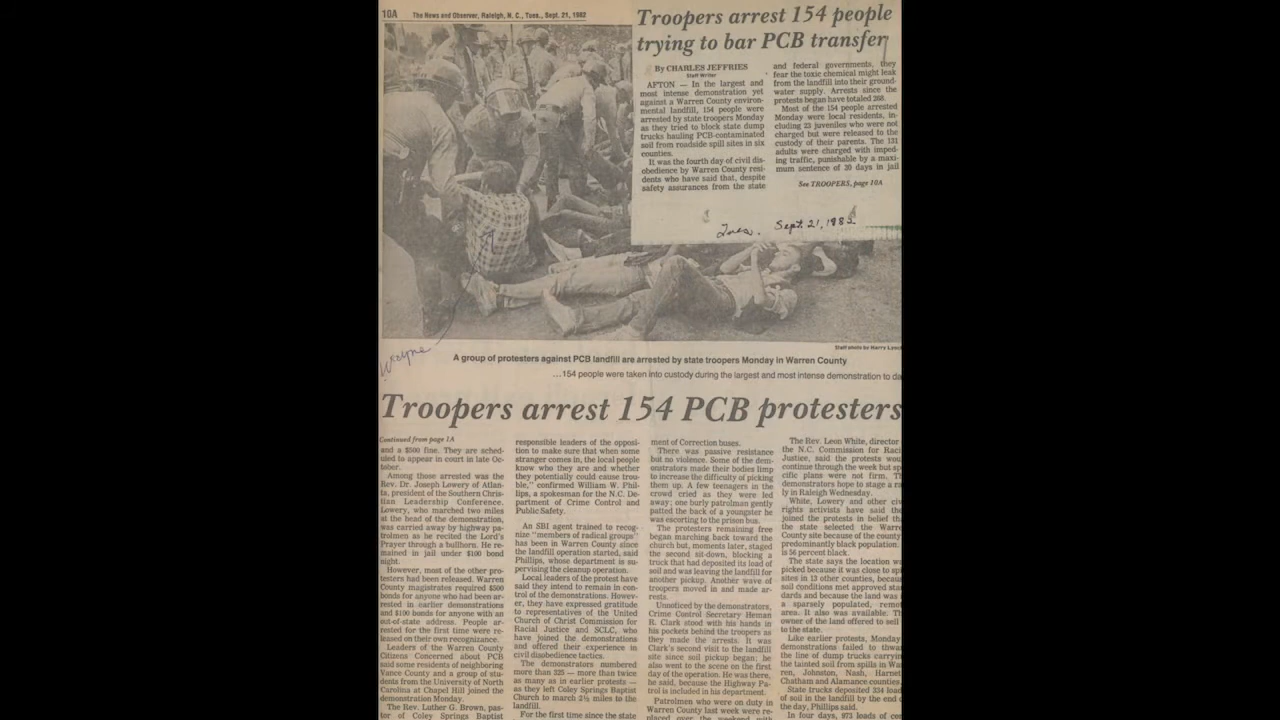 10A
The News and Observer, Raleigh, N. C., Tues., Sept. 21, 1982
Troopers arrest 154 people
trying to bar PCB transfer
By CHARLES JEFFRIES
Staff Writer
AFTON — In the largest and
most intense demonstration yet
against a Warren County environ-
mental landfill, 154 people were
arrested by state troopers Monday
as they tried to block state dump
trucks hauling PCB-contaminated
soil from roadside spill sites in six
counties.
It was the fourth day of civil dis-
obedience by Warren County resi-
dents who have said that, despite
safety assurances from the state
and federal governments, they
fear the toxic chemical might leak
from the landfill into their ground-
water supply. Arrests since the
protests began have totaled 268.
Most of the 154 people arrested
Monday were local residents, in-
cluding 23 juveniles who were not
charged but were released to the
custody of their parents. The 131
adults were charged with imped-
ing traffic, punishable by a maxi-
mum sentence of 30 days in jail
See TROOPERS, page 10A
Tues. Sept. 21, 1982
Staff photo by Harry
Wayne
A group of protesters against PCB landfill are arrested by state troopers Monday in Warren County
...154 people were taken into custody during the largest and most intense demonstration to da
Troopers arrest 154 PCB protesters
Continued from page 1A
and a $500 fine. They are sched-
uled to appear in court in late Oc-
tober.
Among those arrested was the
Rev. Dr. Joseph Lowery of Atlan-
ta, president of the Southern Chris-
tian Leadership Conference.
Lowery, who marched two miles
at the head of the demonstration,
was carried away by highway pa-
trolmen as he recited the Lord's
Prayer through a bullhorn. He re-
mained in jail under $100 bond
night.
However, most of the other pro-
testers had been released. Warren
County magistrates required $500
bonds for anyone who had been ar-
rested in earlier demonstrations
and $100 bonds for anyone with an
out-of-state address. People ar-
rested for the first time were re-
leased on their own recognizance.
Leaders of the Warren County
Citizens Concerned about PCB
said some residents of neighboring
Vance County and a group of stu-
dents from the University of North
Carolina at Chapel Hill joined the
demonstration Monday.
The Rev. Luther G. Brown, pas-
tor of Coley Springs Baptist
responsible leaders of the opposi-
tion to make sure that when some
stranger comes in, the local people
know who they are and whether
they potentially could cause trou-
ble," confirmed William W. Phil-
lips, a spokesman for the N.C. De-
partment of Crime Control and
Public Safety.
An SBI agent trained to recog-
nize "members of radical groups"
has been in Warren County since
the landfill operation started, said
Phillips, whose department is su-
pervising the cleanup operation.
Local leaders of the protest have
said they intend to remain in con-
trol of the demonstrations. Howev-
er, they have expressed gratitude
to representatives of the United
Church of Christ Commission for
Racial Justice and SCLC, who
have joined the demonstrations
and offered their experience in
civil disobedience tactics.
The demonstrators numbered
more than 325 — more than twice
as many as in earlier protests —
as they left Coley Springs Baptist
Church to march 2½ miles to the
landfill.
For the first time since the state
ment of Correction buses.
There was passive resistance
but no violence. Some of the dem-
onstrators made their bodies limp
to increase the difficulty of picking
them up. A few teenagers in the
crowd cried as they were led
away; one burly patrolman gently
patted the back of a youngster he
was escorting to the prison bus.
The protesters remaining free
began marching back toward the
church but, moments later, staged
the second sit-down, blocking a
truck that had deposited its load of
soil and was leaving the landfill for
another pickup. Another wave of
troopers moved in and made ar-
rests.
Unnoticed by the demonstrators,
Crime Control Secretary Heman
R. Clark stood with his hands in
his pockets behind the troopers as
they made the arrests. It was
Clark's second visit to the landfill
site since soil pickup began; he
also went to the scene on the first
day of the operation. He was there,
he said, because the Highway Pa-
trol is included in his department.
Patrolmen who were on duty in
Warren County last week were re-
placed over the weekend with
The Rev. Leon White, director
the N.C. Commission for Raci
Justice, said the protests wou
continue through the week but sp
cific plans were not firm. T
demonstrators hope to stage a ra
ly in Raleigh Wednesday.
White, Lowery and other civ
rights activists have said the
joined the protests in belief th
the state selected the Warre
County site because of the county
predominantly black population.
is 56 percent black.
The state says the location w
picked because it was close to spi
sites in 13 other counties, becaus
soil conditions met approved stan
dards and because the land was i
a sparsely populated, remot
area. It also was available. Th
owner of the land offered to sell
to the state.
Like earlier protests, Monday
demonstrations failed to thwa
the line of dump trucks carryin
the tainted soil from spills in Wa
ren, Johnston, Nash, Harnet
Chatham and Alamance counties.
State trucks deposited 334 load
of soil in the landfill by the end o
the day, Phillips said.
In four days, 973 loads of co